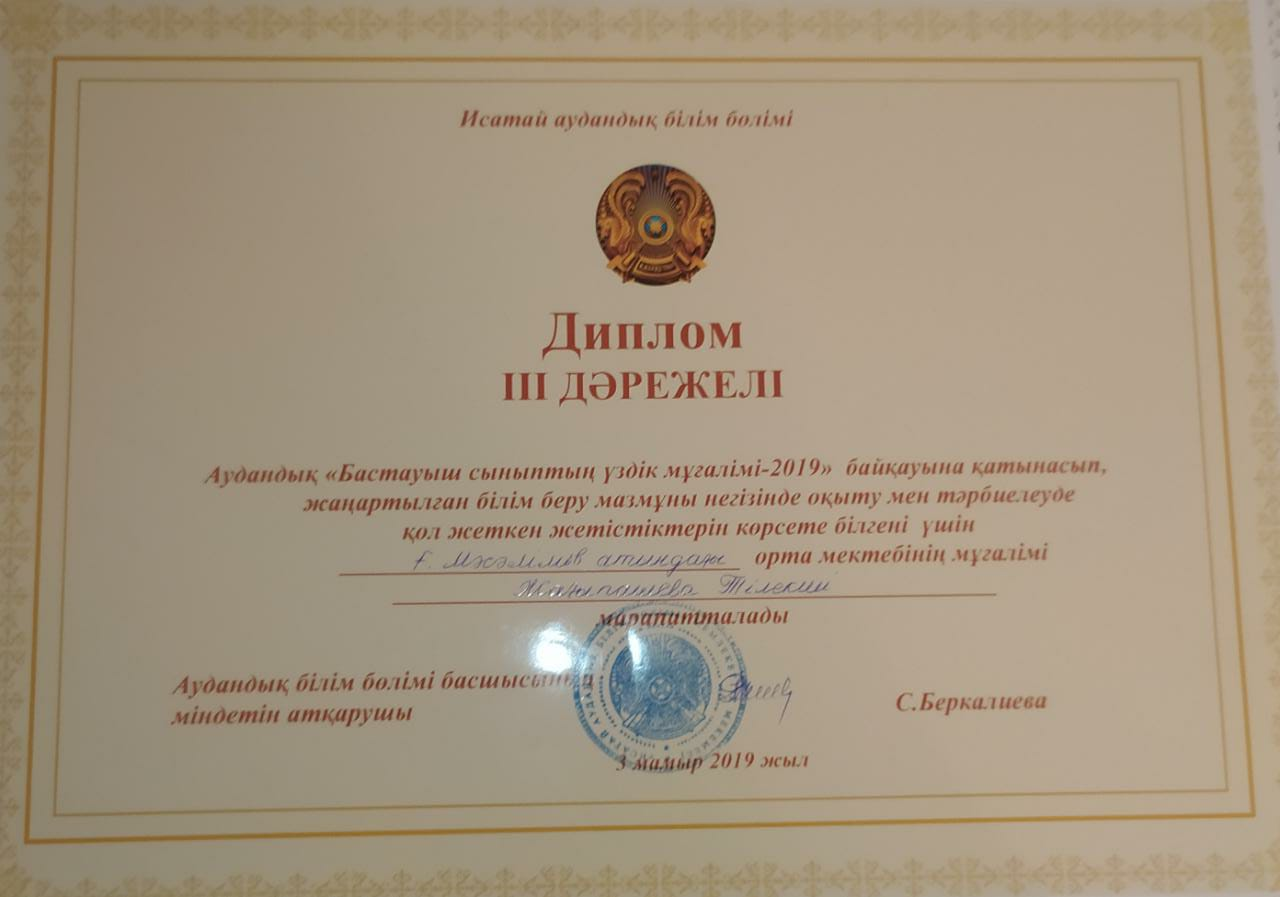 Исатай аудандық білім бөлімі
Диплом
ІІІ ДӘРЕЖЕЛІ
Аудандық «Бастауыш сыныптың үздік мұғалімі-2019» байқауына қатынасып,
жаңартылған білім беру мазмұны негізінде оқыту мен тәрбиелеуде
қол жеткен жетістіктерін көрсете білгені үшін
атындағы орта мектебінің мұғалімі
марапатталады
Аудандық білім бөлімі басшысының
міндетін атқарушы
С.Беркалиева
3 мамыр 2019 жыл